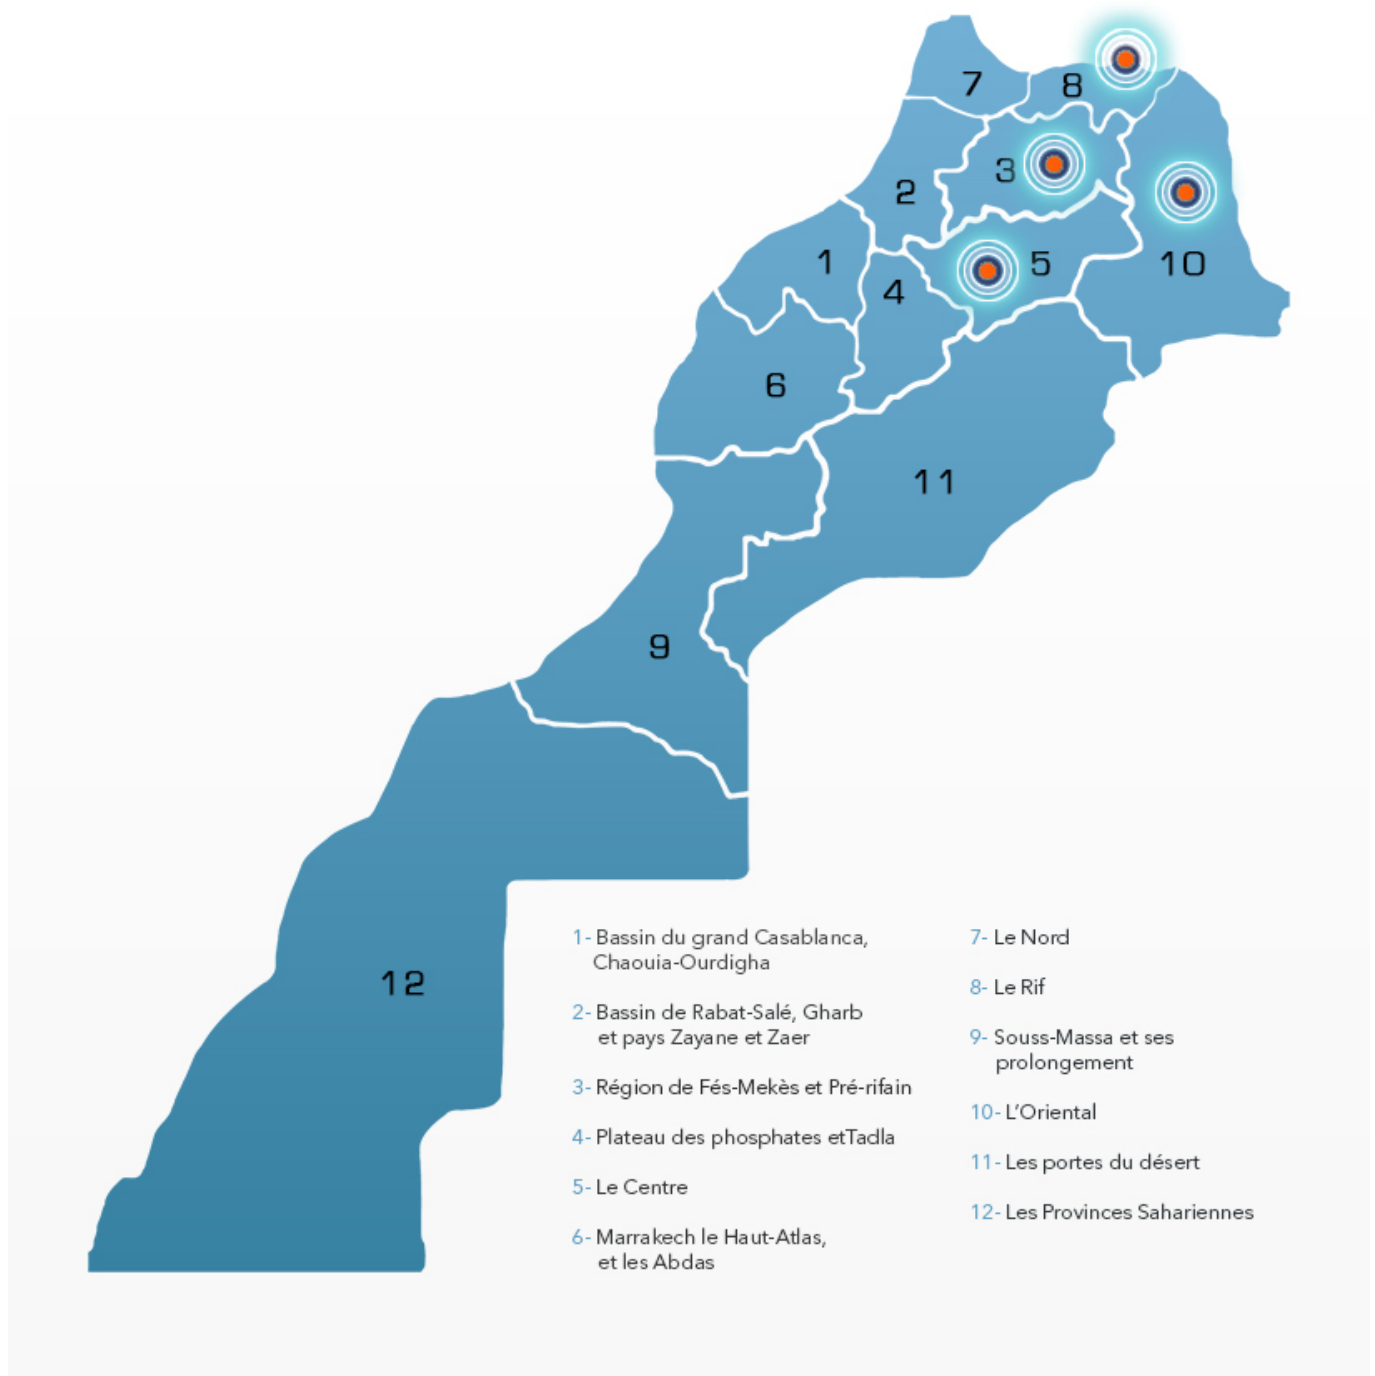 7
8
3
2
1
4
5
10
6
11
9
12
1- Bassin du grand Casablanca,
Chaouia-Ourdigha
2- Bassin de Rabat-Salé, Gharb
et pays Zayane et Zaer
3- Région de Fés-Mekès et Pré-rifain
4- Plateau des phosphates etTadla
5- Le Centre
6- Marrakech le Haut-Atlas,
et les Abdas
7- Le Nord
8- Le Rif
9- Souss-Massa et ses
prolongement
10- L’Oriental
11- Les portes du désert
12- Les Provinces Sahariennes